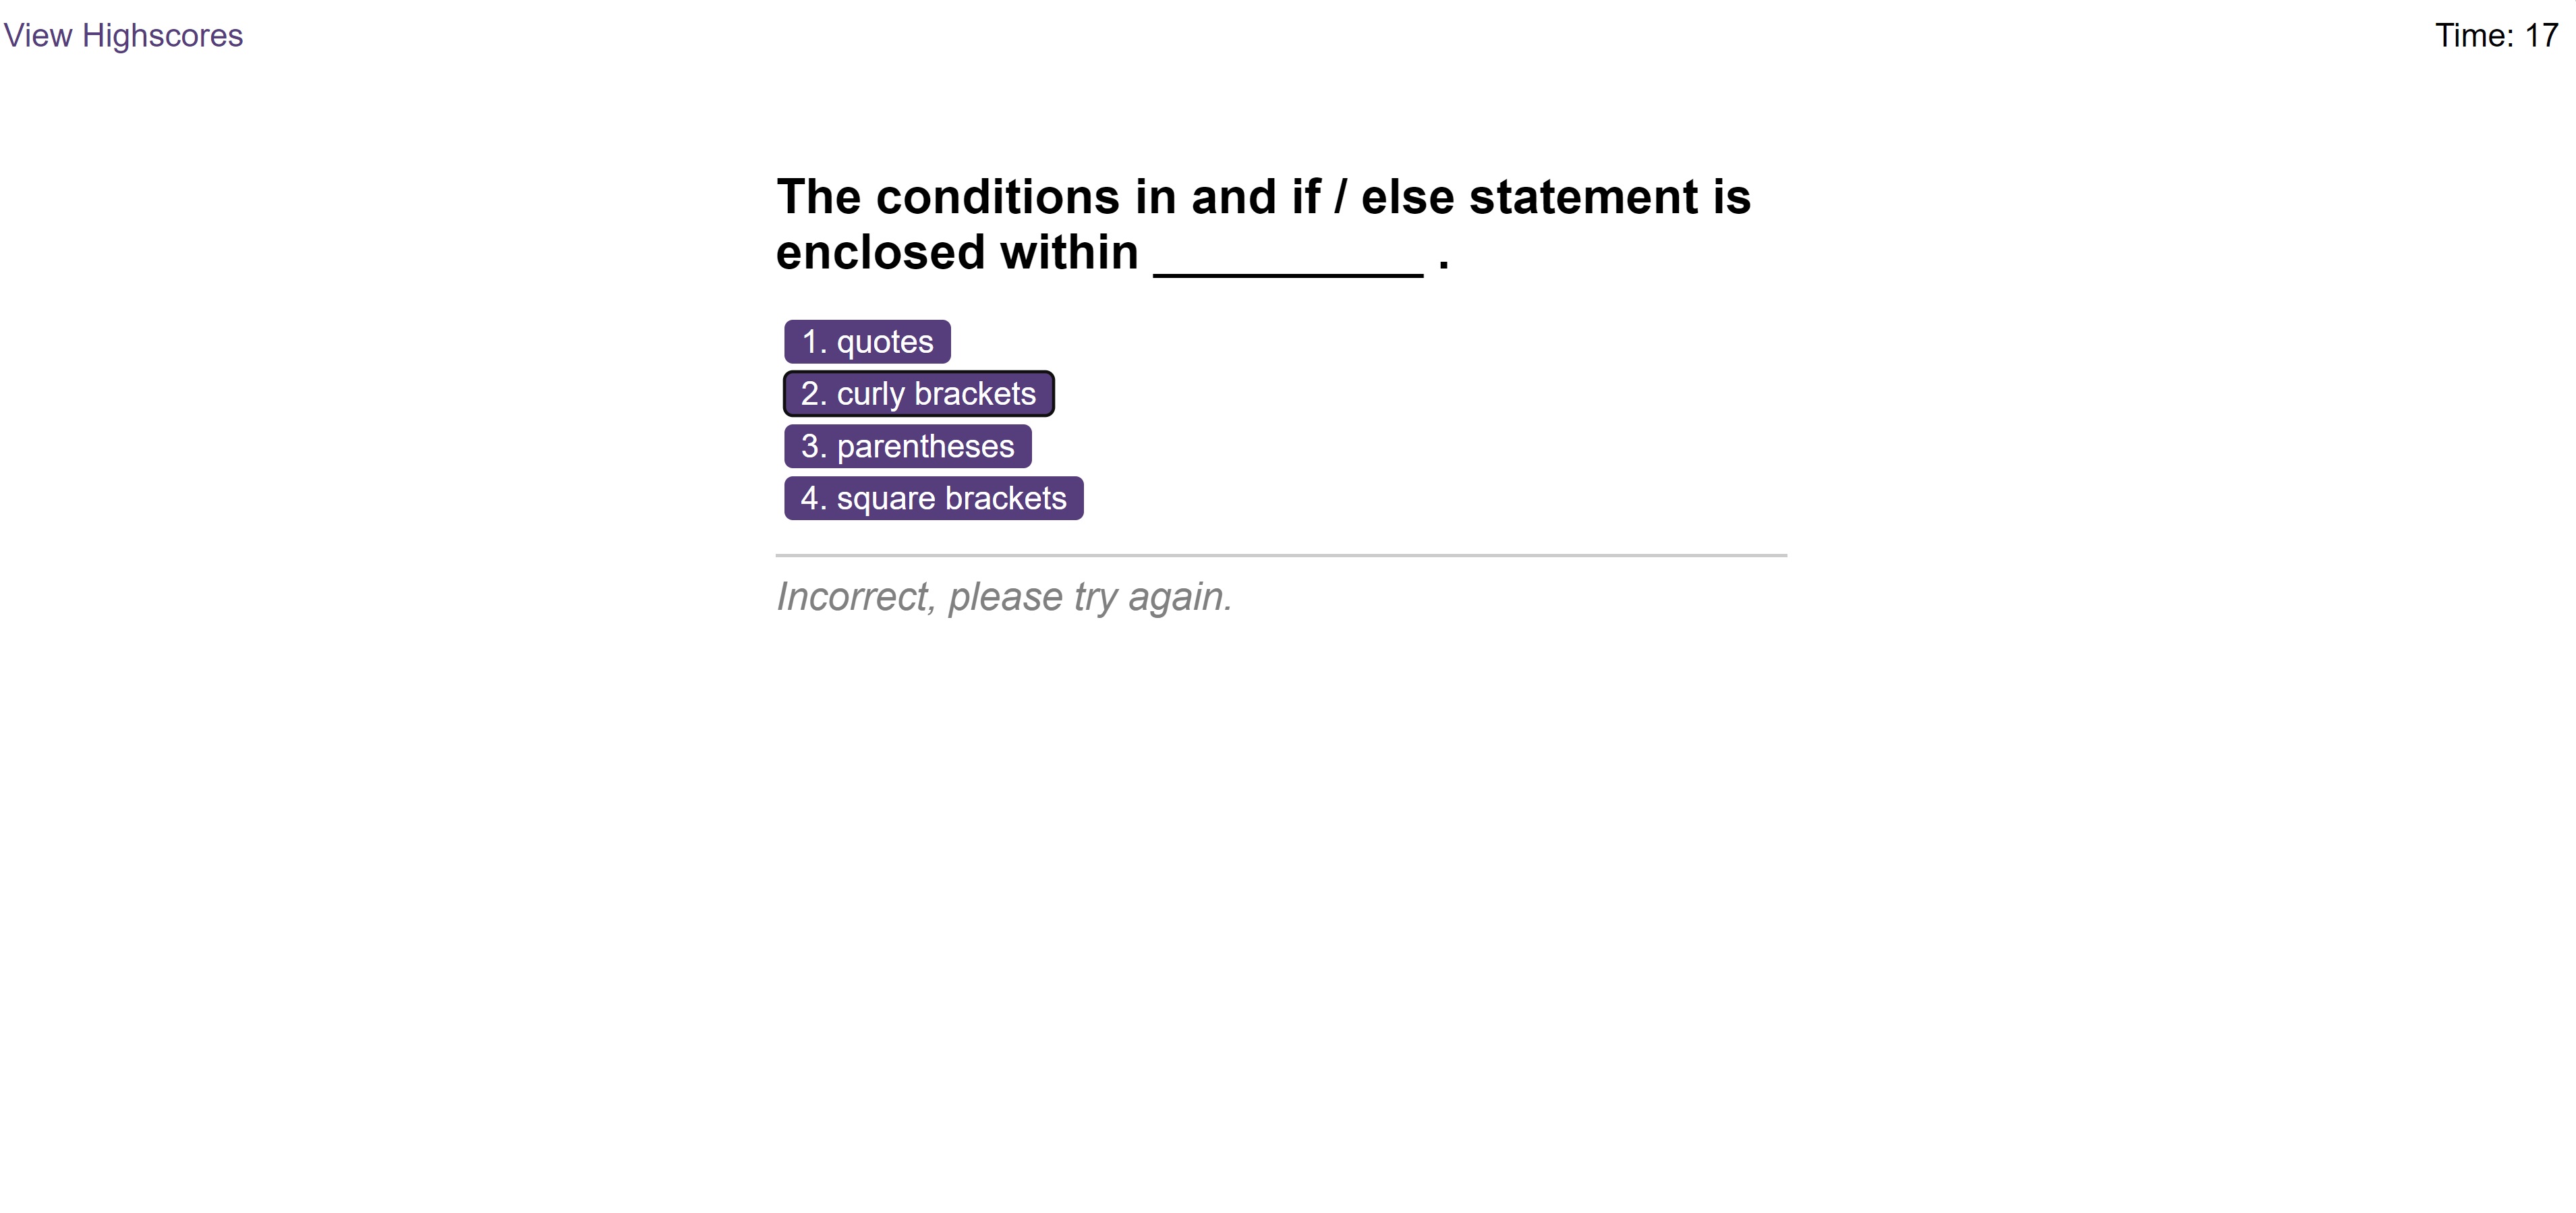 View Highscores
Time: 17
The conditions in and if / else statement is
enclosed within __________ .
1. quotes
2. curly brackets
3. parentheses
4. square brackets
Incorrect, please try again.